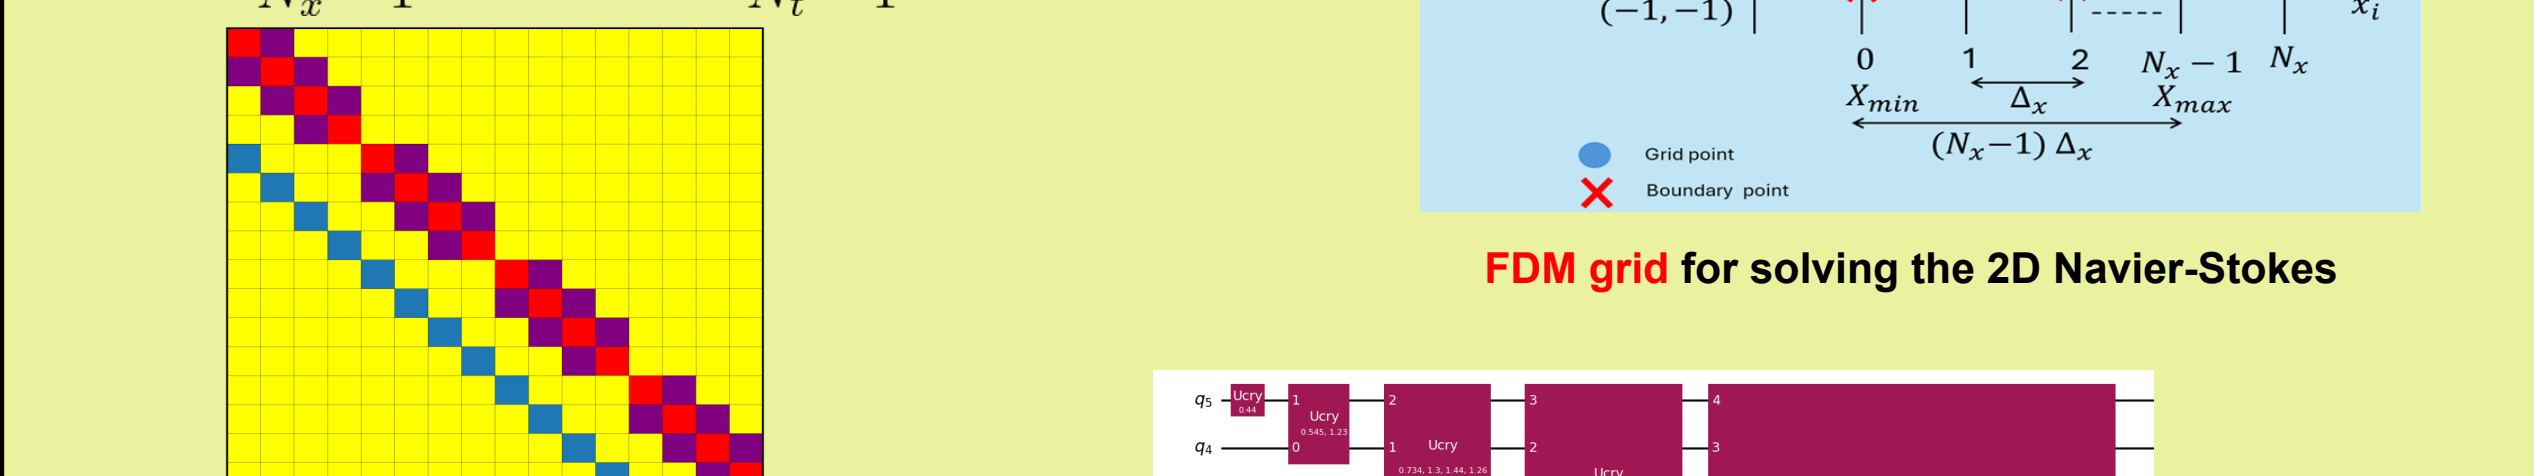 (−1,−1)
x_i
0 1 2 N_x − 1 N_x
X_min Δ_x X_max
(N_x−1) Δ_x
Grid point
Boundary point
FDM grid for solving the 2D Navier-Stokes
q5 Ucry 1 2 3 4
0.44
Ucry
0.545, 1.23
q4 0 1 Ucry 2 3
0.734, 1.3, 1.44, 1.26
Ucry